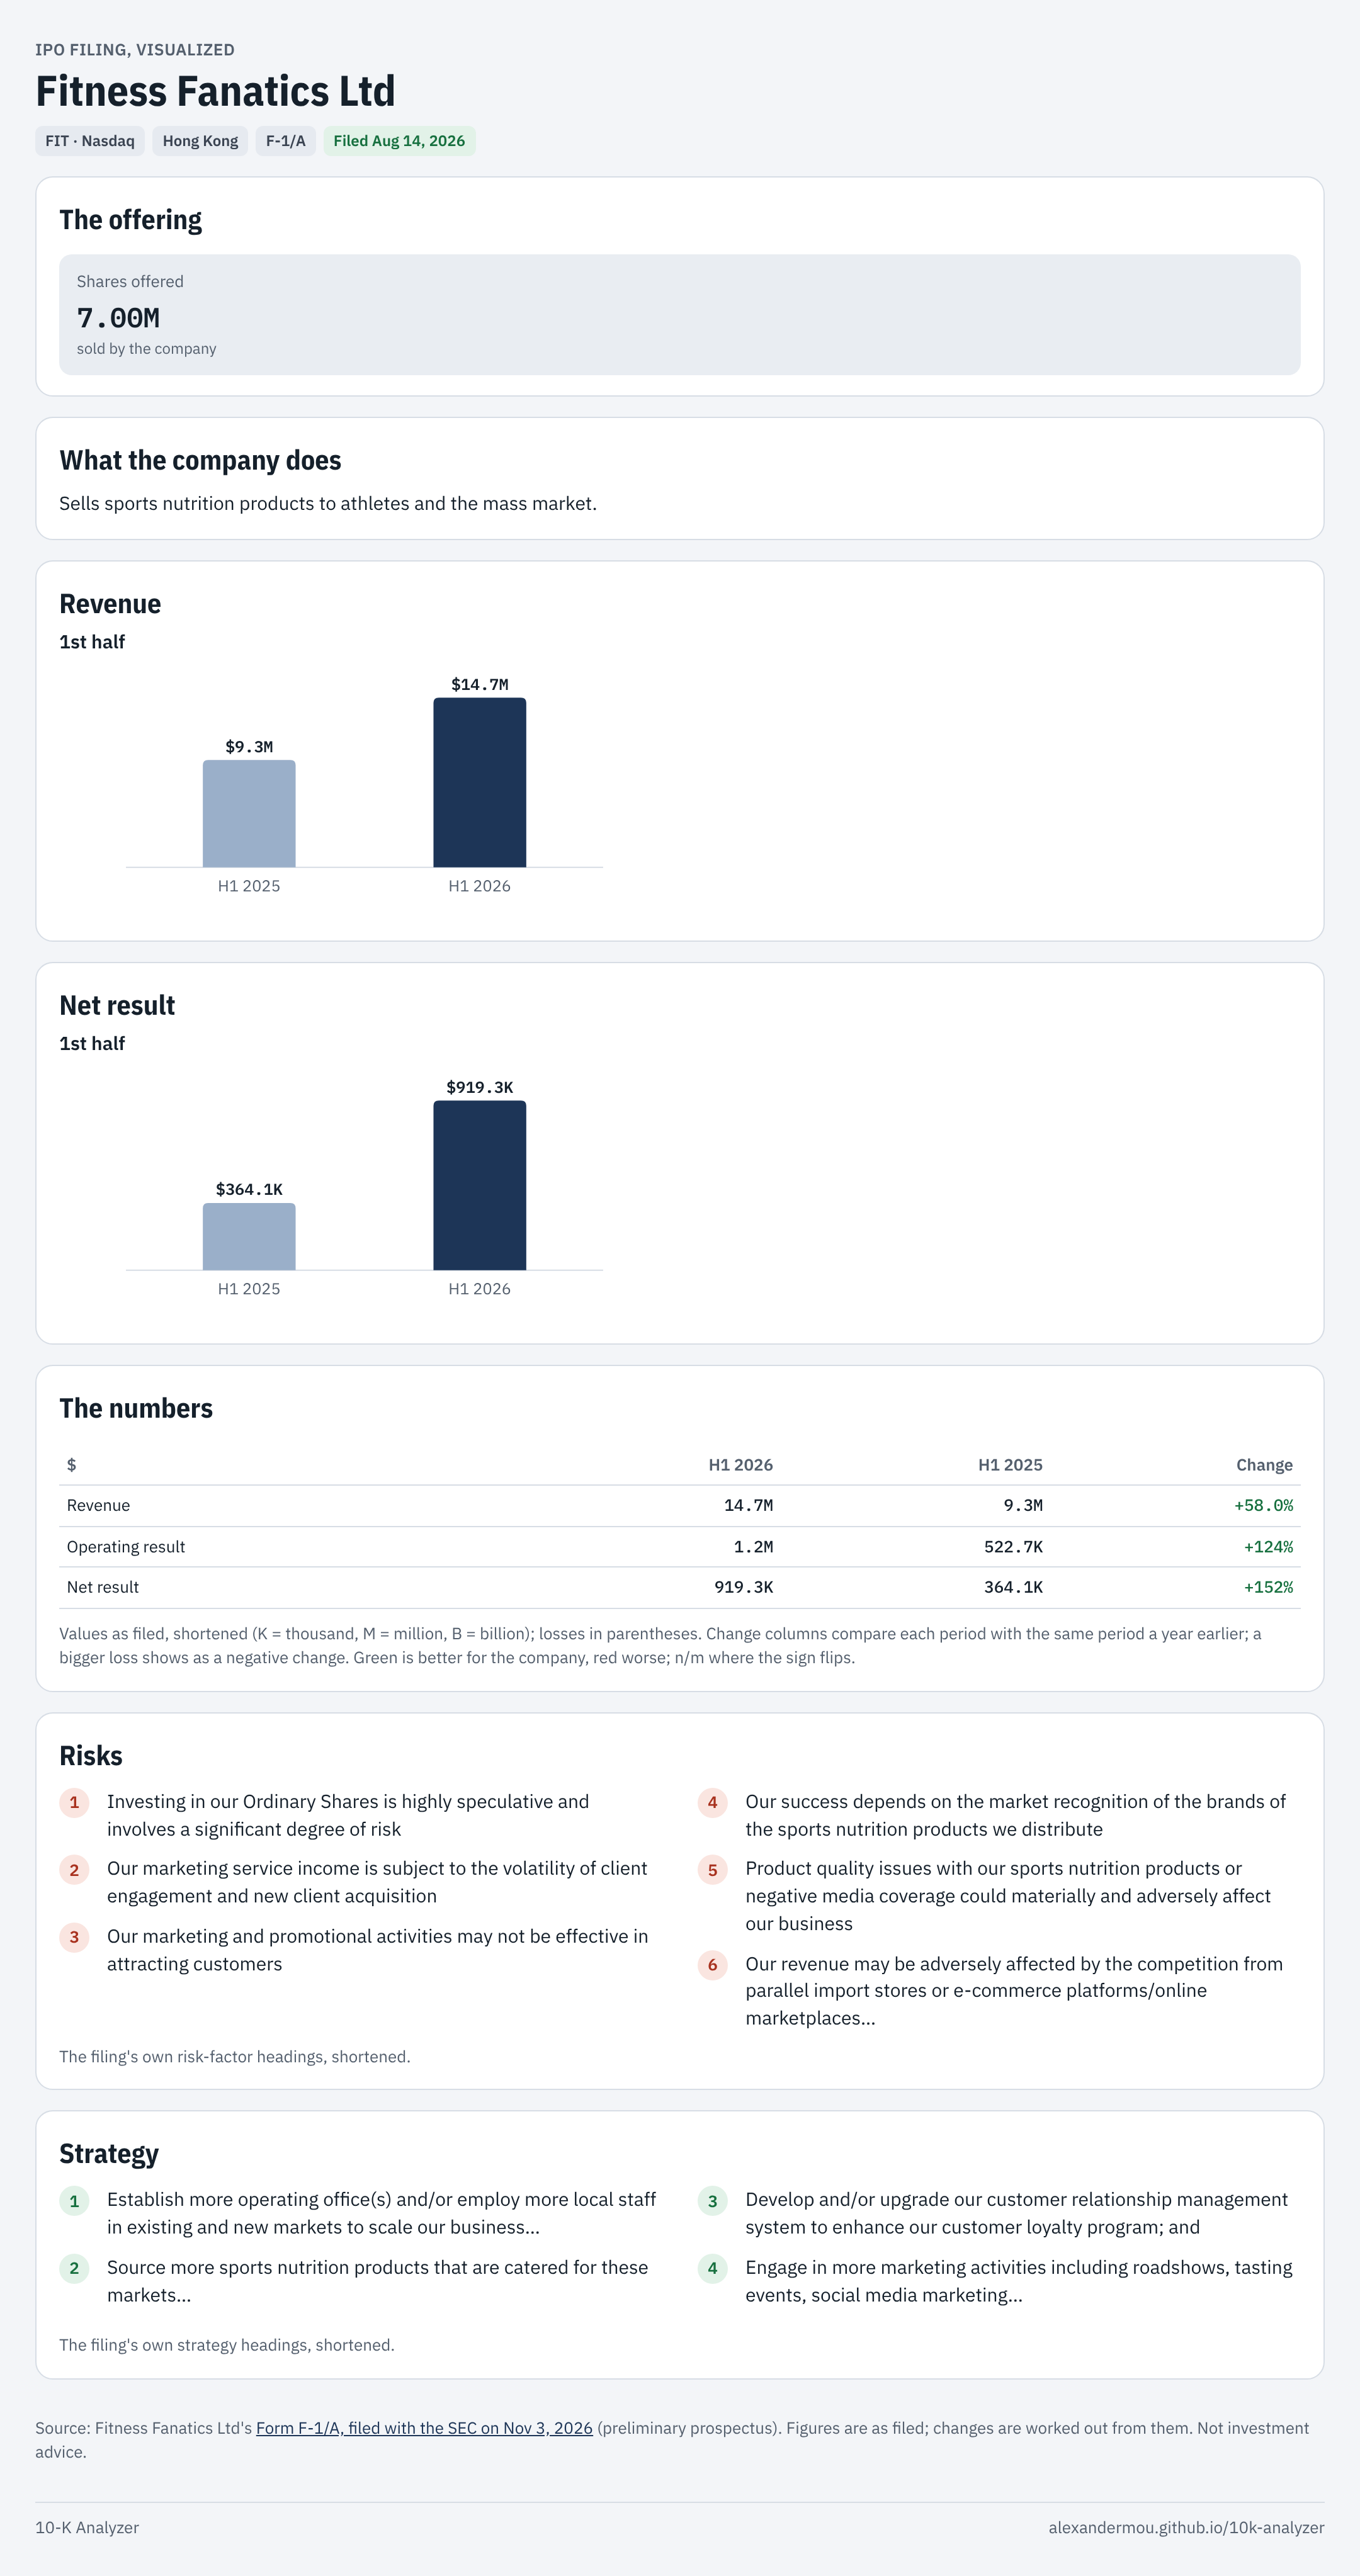 IPO FILING, VISUALIZED
Fitness Fanatics Ltd
FIT · Nasdaq
Hong Kong
F-1/A
Filed Aug 14, 2026
The offering
Shares offered
7.00M
sold by the company
What the company does
Sells sports nutrition products to athletes and the mass market.
Revenue
1st half
$14.7M
$9.3M
H1 2025
H1 2026
Net result
1st half
$919.3K
$364.1K
H1 2025
H1 2026
The numbers
$ H1 2026 H1 2025 Change
Revenue 14.7M 9.3M +58.0%
Operating result 1.2M 522.7K +124%
Net result 919.3K 364.1K +152%
Values as filed, shortened (K = thousand, M = million, B = billion); losses in parentheses. Change columns compare each period with the same period a year earlier; a
bigger loss shows as a negative change. Green is better for the company, red worse; n/m where the sign flips.
Risks
1 Investing in our Ordinary Shares is highly speculative and
involves a significant degree of risk
2 Our marketing service income is subject to the volatility of client
engagement and new client acquisition
3 Our marketing and promotional activities may not be effective in
attracting customers
4 Our success depends on the market recognition of the brands of
the sports nutrition products we distribute
5 Product quality issues with our sports nutrition products or
negative media coverage could materially and adversely affect
our business
6 Our revenue may be adversely affected by the competition from
parallel import stores or e-commerce platforms/online
marketplaces...
The filing's own risk-factor headings, shortened.
Strategy
1 Establish more operating office(s) and/or employ more local staff
in existing and new markets to scale our business...
2 Source more sports nutrition products that are catered for these
markets...
3 Develop and/or upgrade our customer relationship management
system to enhance our customer loyalty program; and
4 Engage in more marketing activities including roadshows, tasting
events, social media marketing...
The filing's own strategy headings, shortened.
Source: Fitness Fanatics Ltd's Form F-1/A, filed with the SEC on Nov 3, 2026 (preliminary prospectus). Figures are as filed; changes are worked out from them. Not investment
advice.
10-K Analyzer
alexandermou.github.io/10k-analyzer